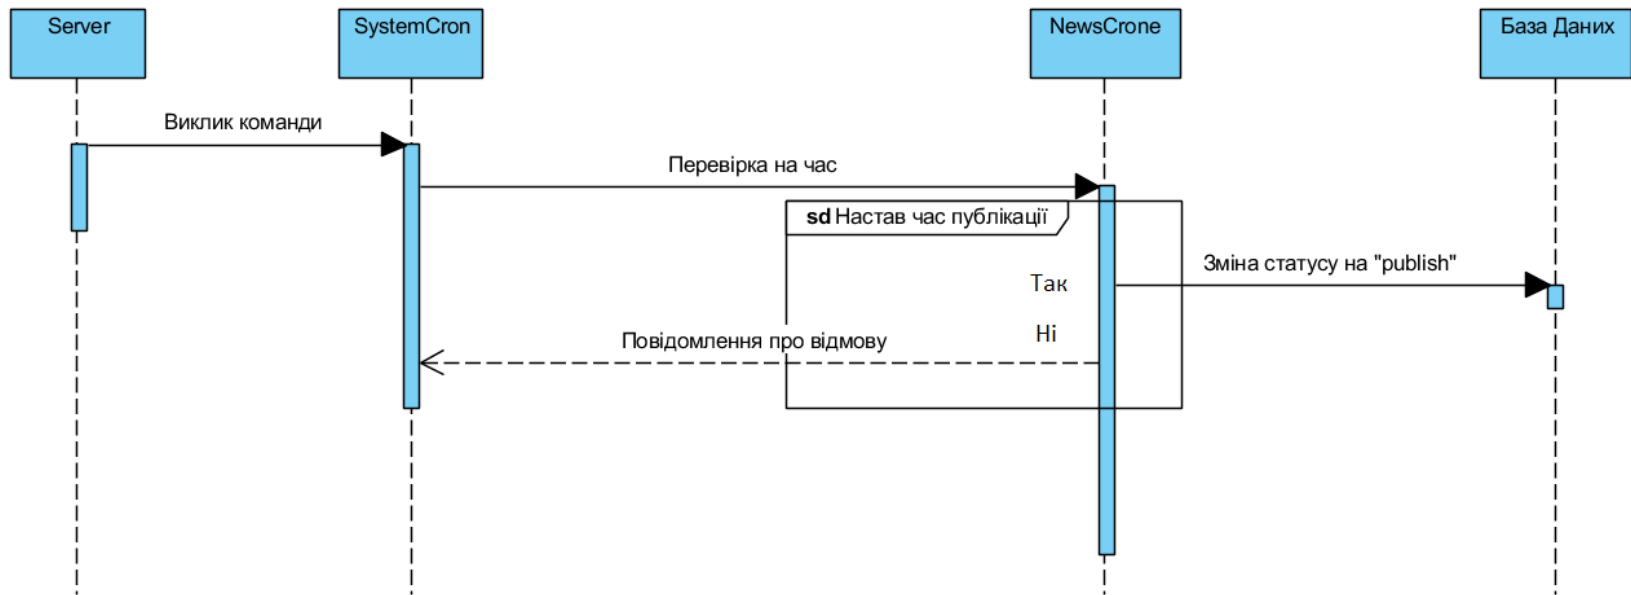 Server
SystemCron
NewsCrone
База Даних
Виклик команди
Перевірка на час
sd Настав час публікації
Зміна статусу на "publish"
Так
Ні
Повідомлення про відмову